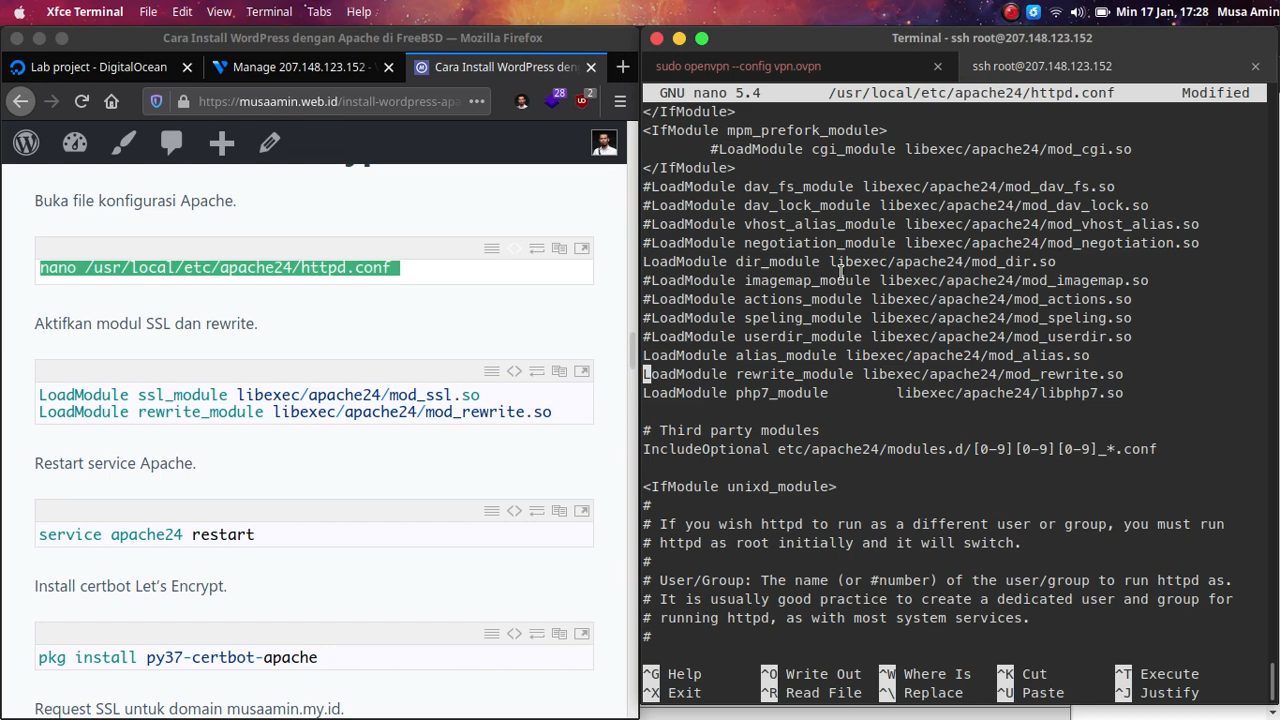 Xfce Terminal File Edit View Terminal Tabs Help Min 17 Jan, 17:28 Musa Amin
Cara Install WordPress dengan Apache di FreeBSD — Mozilla Firefox
Lab project - DigitalOcean
Manage 207.148.123.152 -
Cara Install WordPress den
https://musaamin.web.id/install-wordpress-apa
28
2
Buka file konfigurasi Apache.
nano /usr/local/etc/apache24/httpd.conf
Aktifkan modul SSL dan rewrite.
LoadModule ssl_module libexec/apache24/mod_ssl.so
LoadModule rewrite_module libexec/apache24/mod_rewrite.so
Restart service Apache.
service apache24 restart
Install certbot Let’s Encrypt.
pkg install py37-certbot-apache
Request SSL untuk domain musaamin.my.id.
Terminal - ssh root@207.148.123.152
sudo openvpn --config vpn.ovpn
ssh root@207.148.123.152
GNU nano 5.4 /usr/local/etc/apache24/httpd.conf Modified
</IfModule>
<IfModule mpm_prefork_module>
#LoadModule cgi_module libexec/apache24/mod_cgi.so
</IfModule>
#LoadModule dav_fs_module libexec/apache24/mod_dav_fs.so
#LoadModule dav_lock_module libexec/apache24/mod_dav_lock.so
#LoadModule vhost_alias_module libexec/apache24/mod_vhost_alias.so
#LoadModule negotiation_module libexec/apache24/mod_negotiation.so
LoadModule dir_module libexec/apache24/mod_dir.so
#LoadModule imagemap_module libexec/apache24/mod_imagemap.so
#LoadModule actions_module libexec/apache24/mod_actions.so
#LoadModule speling_module libexec/apache24/mod_speling.so
#LoadModule userdir_module libexec/apache24/mod_userdir.so
LoadModule alias_module libexec/apache24/mod_alias.so
LoadModule rewrite_module libexec/apache24/mod_rewrite.so
LoadModule php7_module libexec/apache24/libphp7.so
# Third party modules
IncludeOptional etc/apache24/modules.d/[0-9][0-9][0-9]_*.conf
<IfModule unixd_module>
#
# If you wish httpd to run as a different user or group, you must run
# httpd as root initially and it will switch.
#
# User/Group: The name (or #number) of the user/group to run httpd as.
# It is usually good practice to create a dedicated user and group for
# running httpd, as with most system services.
#
^G Help ^O Write Out ^W Where Is ^K Cut ^T Execute
^X Exit ^R Read File ^\ Replace ^U Paste ^J Justify